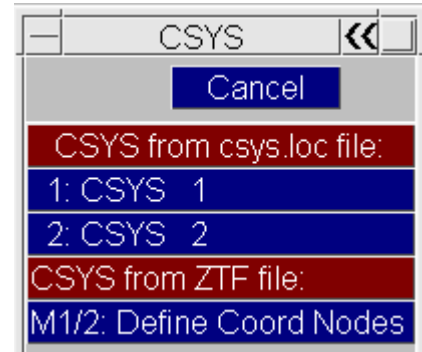 CSYS
Cancel
CSYS from csys.loc file:
1: CSYS 1
2: CSYS 2
CSYS from ZTF file:
M1/2: Define Coord Nodes